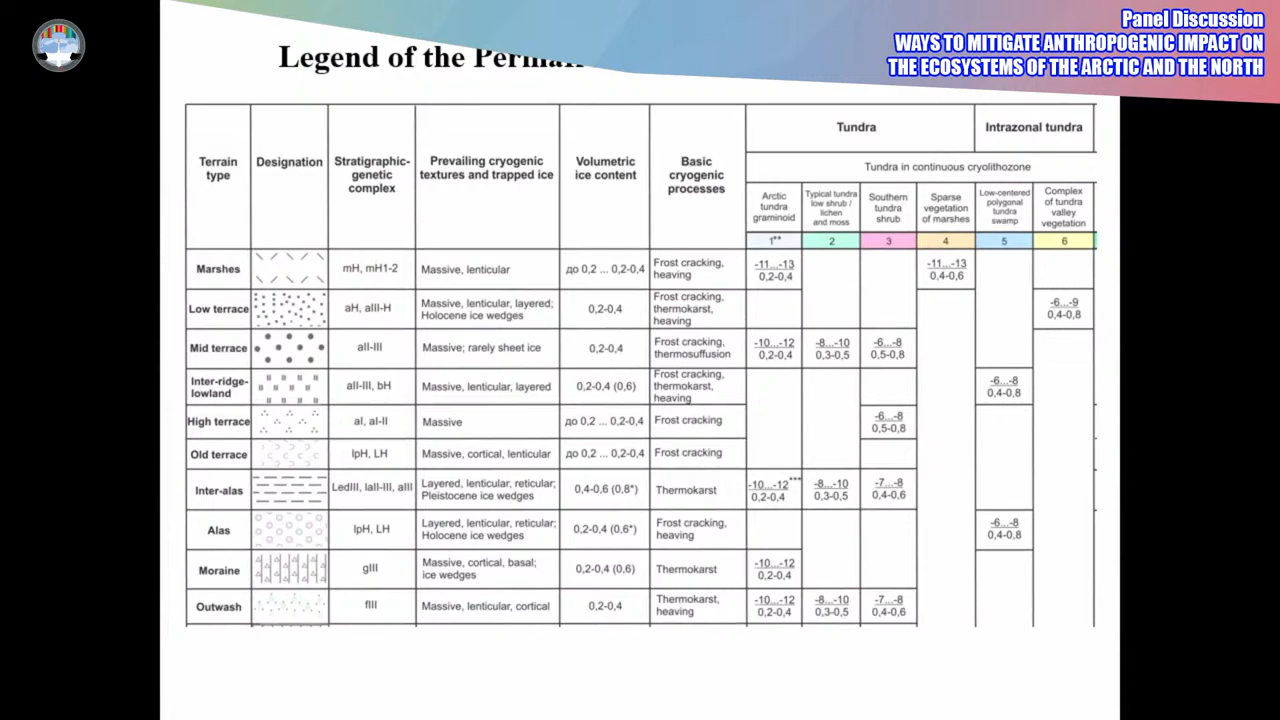 Panel Discussion
WAYS TO MITIGATE ANTHROPOGENIC IMPACT ON
THE ECOSYSTEMS OF THE ARCTIC AND THE NORTH
Legend of the
Terrain type
Designation
Stratigraphic-genetic complex
Prevailing cryogenic textures and trapped ice
Volumetric ice content
Basic cryogenic processes
Tundra
Intrazonal tundra
Tundra in continuous cryolithozone
Arctic tundra graminoid
Typical tundra low shrub / lichen and moss
Southern tundra shrub
Sparse vegetation of marshes
Low-centered polygonal tundra swamp
Complex of tundra valley vegetation
1** 2 3 4 5 6
Marshes mH, mH1-2 Massive, lenticular до 0,2 ... 0,2-0,4 Frost cracking, heaving -11...-13 0,2-0,4 -11...-13 0,4-0,6
Low terrace aH, aIII-H Massive, lenticular, layered; Holocene ice wedges 0,2-0,4 Frost cracking, thermokarst, heaving -6...-9 0,4-0,8
Mid terrace aII-III Massive; rarely sheet ice 0,2-0,4 Frost cracking, thermosuffusion -10...-12 0,2-0,4 -8...-10 0,3-0,5 -6...-8 0,5-0,8
Inter-ridge-lowland aII-III, bH Massive, lenticular, layered 0,2-0,4 (0,6) Frost cracking, thermokarst, heaving -6...-8 0,4-0,8
High terrace aI, aI-II Massive до 0,2 ... 0,2-0,4 Frost cracking -6...-8 0,5-0,8
Old terrace lpH, LH Massive, cortical, lenticular до 0,2 ... 0,2-0,4 Frost cracking
Inter-alas LedIII, laII-III, aIII Layered, lenticular, reticular; Pleistocene ice wedges 0,4-0,6 (0,8*) Thermokarst -10...-12*** 0,2-0,4 -8...-10 0,3-0,5 -7...-8 0,4-0,6
Alas lpH, LH Layered, lenticular, reticular; Holocene ice wedges 0,2-0,4 (0,6*) Frost cracking, heaving -6...-8 0,4-0,8
Moraine gIII Massive, cortical, basal; ice wedges 0,2-0,4 (0,6) Thermokarst -10...-12 0,2-0,4
Outwash fIII Massive, lenticular, cortical 0,2-0,4 Thermokarst, heaving -10...-12 0,2-0,4 -8...-10 0,3-0,5 -7...-8 0,4-0,6